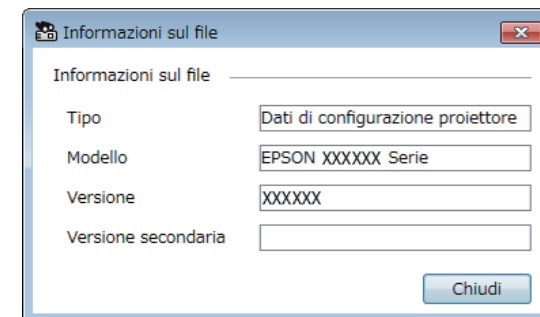 Informazioni sul file
Informazioni sul file
Tipo Dati di configurazione proiettore
Modello EPSON XXXXXX Serie
Versione XXXXXX
Versione secondaria
Chiudi